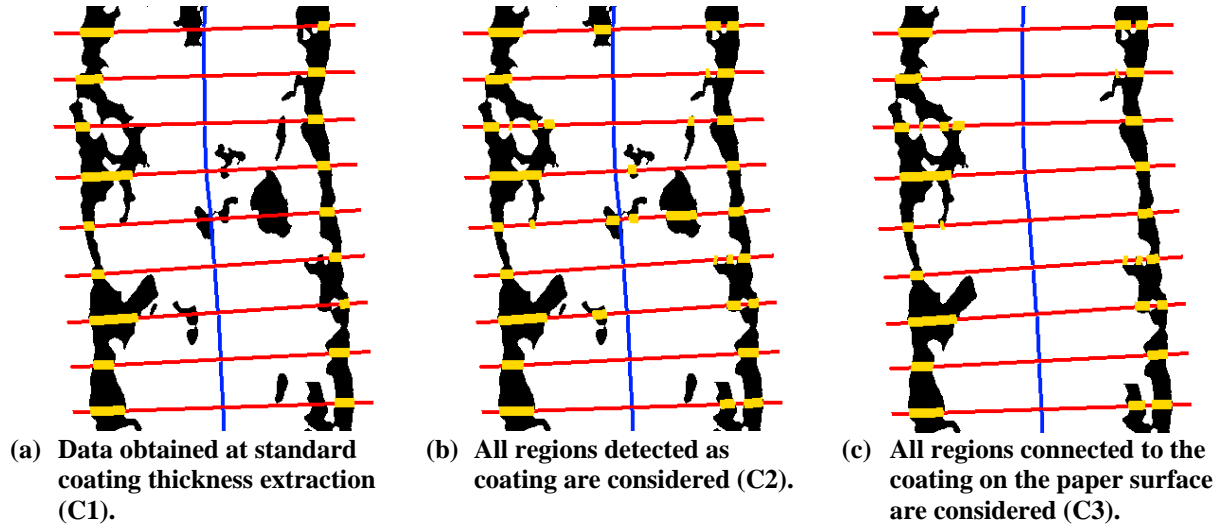 (a) Data obtained at standard
coating thickness extraction
(C1).
(b) All regions detected as
coating are considered (C2).
(c) All regions connected to the
coating on the paper surface
are considered (C3).